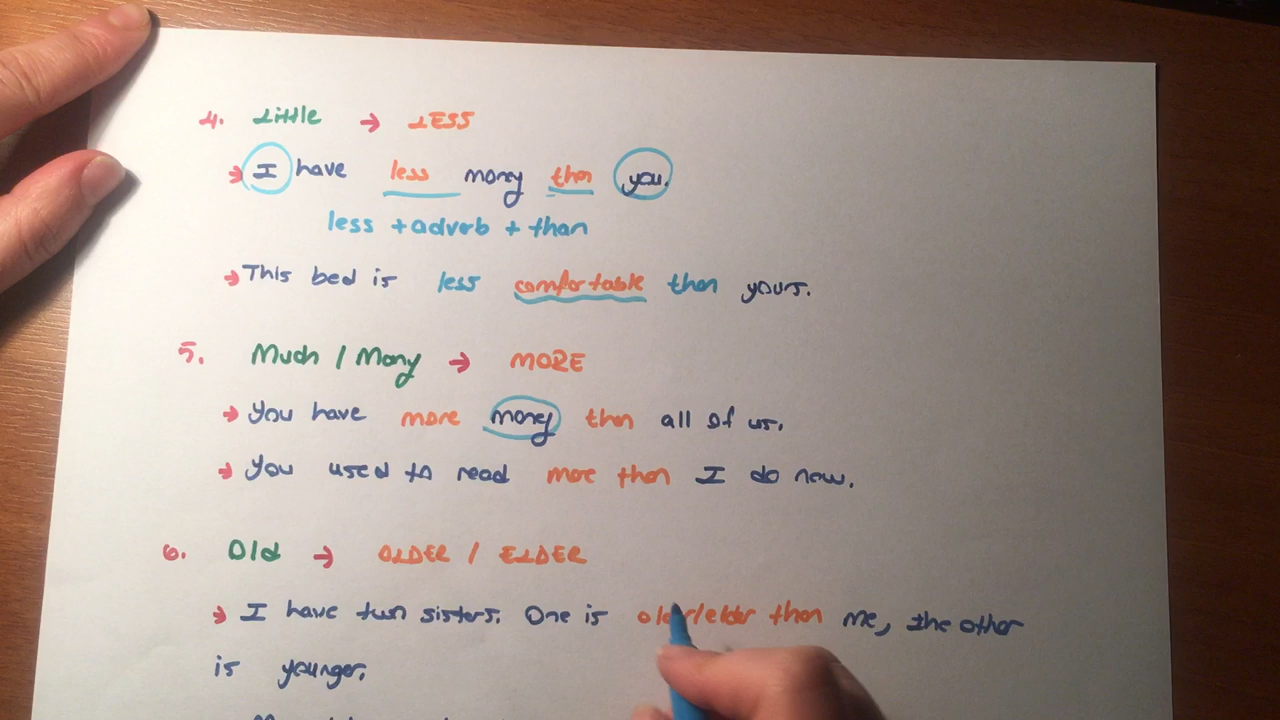 4. Little → LESS
→ I have less money than you.
less + adverb + than
→ This bed is less comfortable than yours.
5. Much / Many → MORE
→ You have more money than all of us.
→ You used to read more than I do now.
6. Old → OLDER / ELDER
→ I have two sisters. One is than me, the other
is younger.